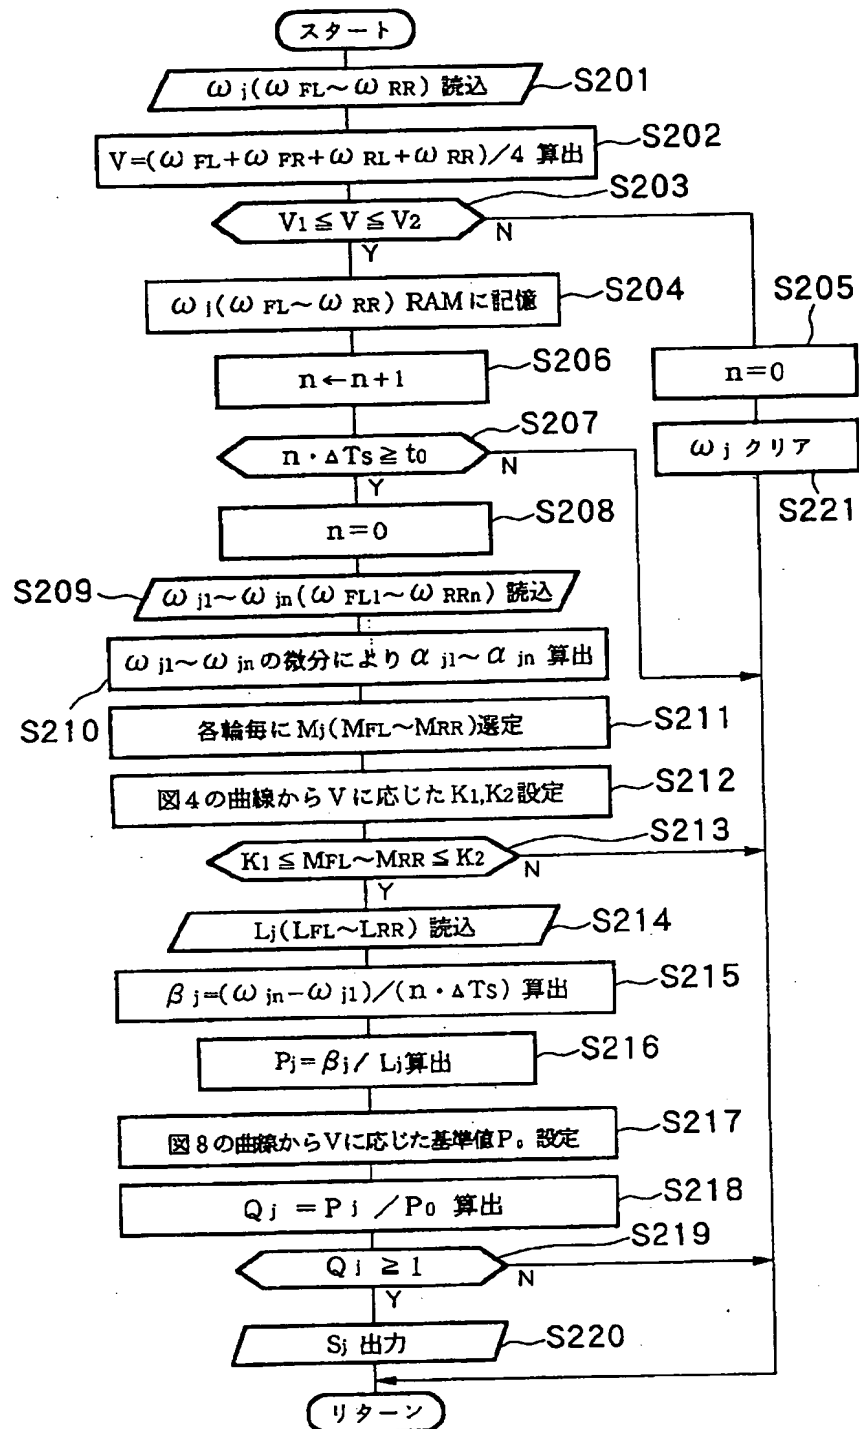 スタート
ωj(ωFL～ωRR) 読込
S201
V=(ωFL+ωFR+ωRL+ωRR)/4 算出
S202
V1≦V≦V2
S203
N
Y
ωj(ωFL～ωRR) RAMに記憶
S204
S205
n=0
n←n+1
S206
ωj クリア
S221
n・ΔTs≧t0
S207
N
Y
n=0
S208
S209
ωj1～ωjn(ωFL1～ωRRn) 読込
ωj1～ωjnの微分によりαj1～αjn 算出
S210
各輪毎にMj(MFL～MRR)選定
S211
図4の曲線からVに応じたK1,K2設定
S212
K1≦MFL～MRR≦K2
S213
N
Y
Lj(LFL～LRR) 読込
S214
βj=(ωjn−ωj1)/(n・ΔTs) 算出
S215
Pj=βj/Lj算出
S216
図8の曲線からVに応じた基準値P0設定
S217
Qj=Pj/P0 算出
S218
Qj≧1
S219
N
Y
Sj 出力
S220
リターン